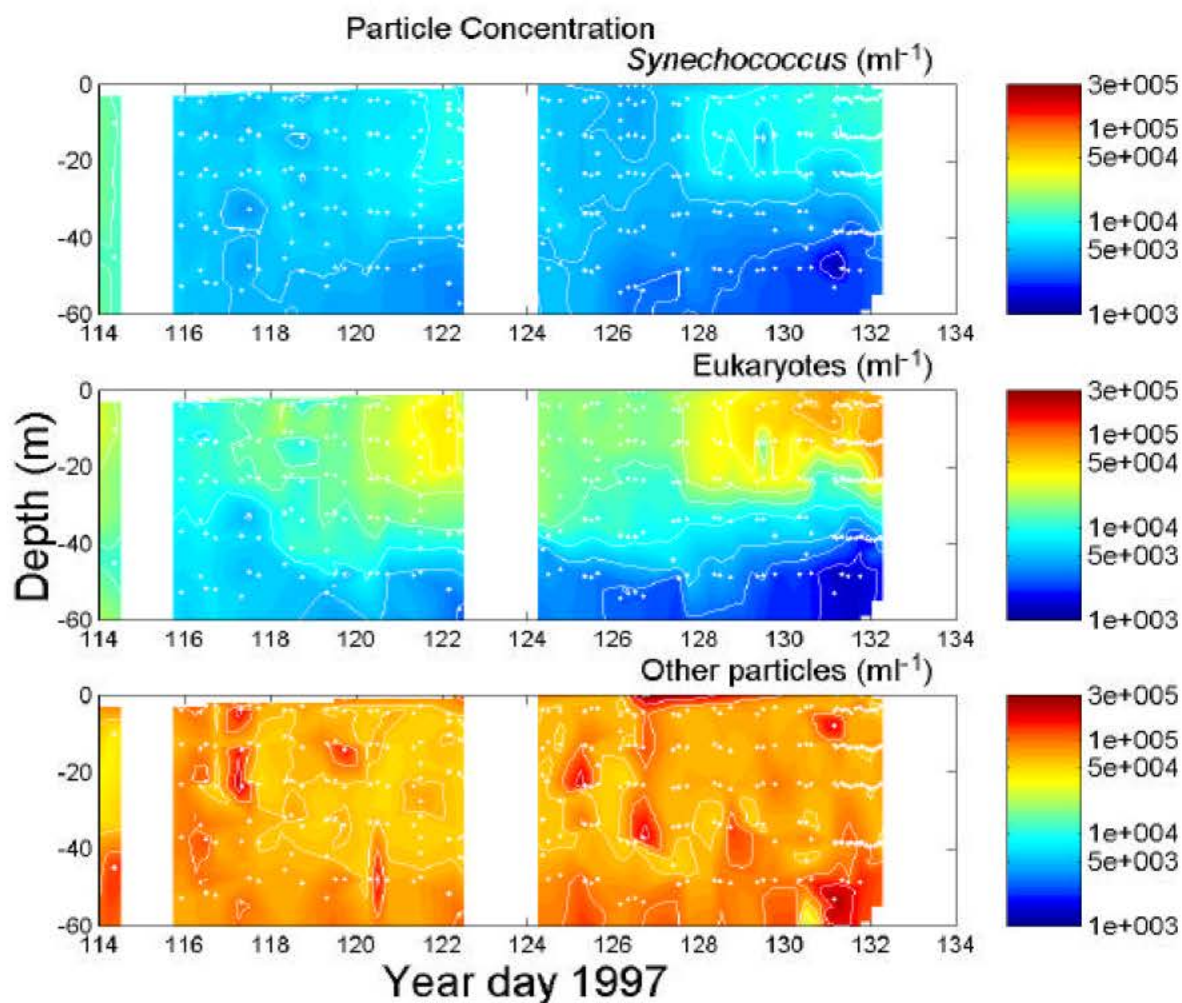 Particle Concentration
Synechococcus (ml-1)
0
-20
-40
-60
114 116 118 120 122 124 126 128 130 132 134
3e+005
1e+005
5e+004
1e+004
5e+003
1e+003
Eukaryotes (ml-1)
0
-20
-40
-60
114 116 118 120 122 124 126 128 130 132 134
3e+005
1e+005
5e+004
1e+004
5e+003
1e+003
Depth (m)
Other particles (ml-1)
0
-20
-40
-60
114 116 118 120 122 124 126 128 130 132 134
3e+005
1e+005
5e+004
1e+004
5e+003
1e+003
Year day 1997